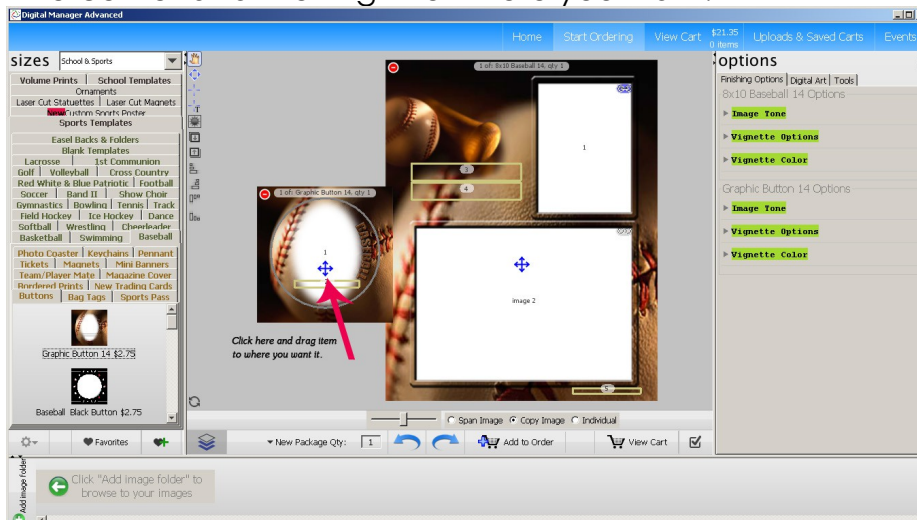 Digital Manager Advanced
Home Start Ordering View Cart $21.35 0 items Uploads & Saved Carts Events
sizes School & Sports
Volume Prints School Templates
Ornaments
Laser Cut Statuettes Laser Cut Magnets
New Custom Sports Poster
Sports Templates
Easel Backs & Folders
Blank Templates
Lacrosse 1st Communion
Golf Volleyball Cross Country
Red White & Blue Patriotic Football
Soccer Band II Show Choir
Gymnastics Bowling Tennis Track
Field Hockey Ice Hockey Dance
Softball Wrestling Cheerleader
Basketball Swimming Baseball
Photo Coaster Keychains Pennant
Tickets Magnets Mini Banners
Team/Player Mate Magazine Cover
Bordered Prints New Trading Cards
Buttons Bag Tags Sports Pass
Graphic Button 14 $2.75
Baseball Black Button $2.75
Favorites
1 of: 8x10 Baseball 14, qty 1
1
3
4
1 of: Graphic Button 14, qty 1
1
image 2
5
Click here and drag item
to where you want it.
Span Image Copy Image Individual
New Package Qty: 1 Add to Order View Cart
options
Finishing Options Digital Art Tools
8x10 Baseball 14 Options
Image Tone
Vignette Options
Vignette Color
Graphic Button 14 Options
Image Tone
Vignette Options
Vignette Color
Add image folder
Click "Add image folder" to
browse to your images